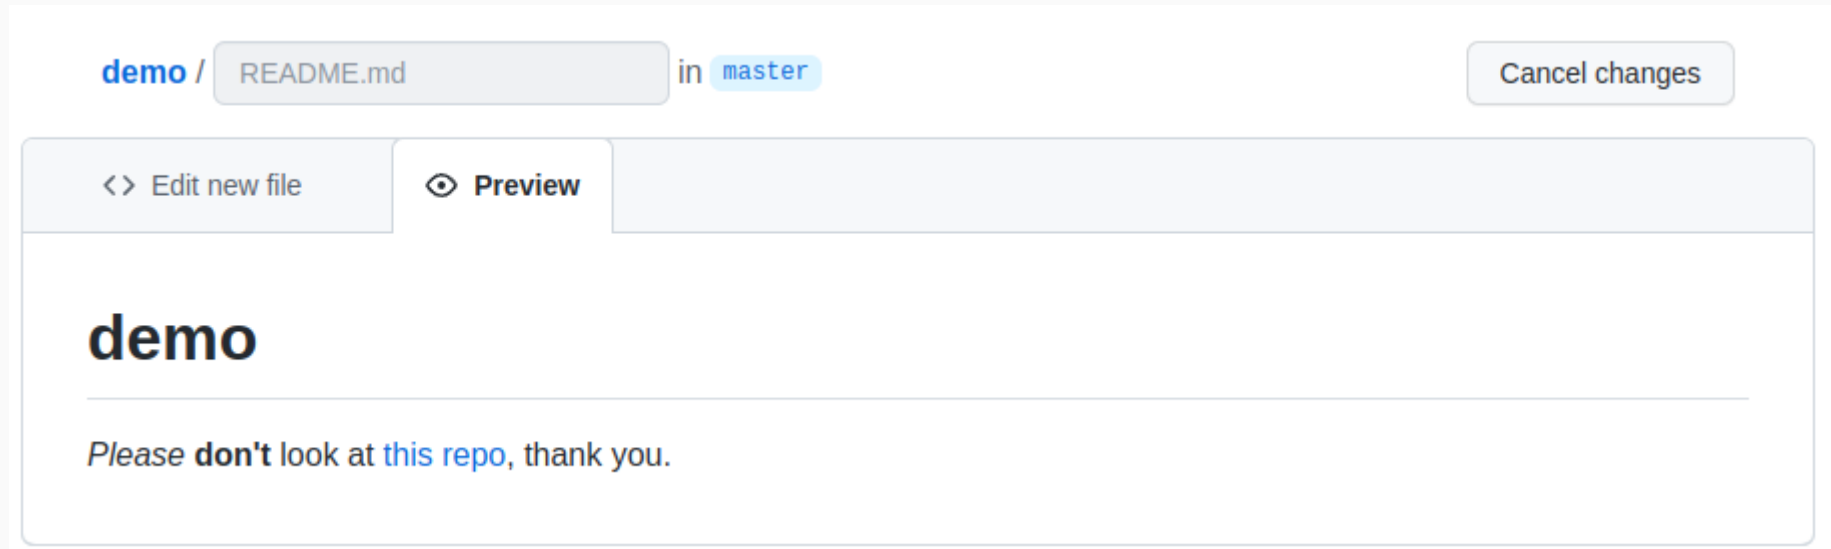 demo / README.md in master Cancel changes
Edit new file Preview
demo
Please don't look at this repo, thank you.